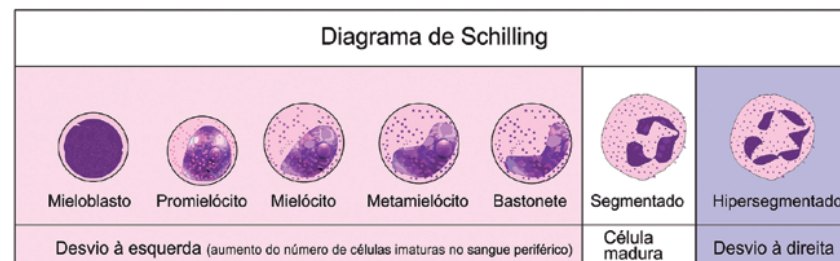 Diagrama de Schilling
Mieloblasto Promielócito Mielócito Metamielócito Bastonete Segmentado Hipersegmentado
Desvio à esquerda (aumento do número de células imaturas no sangue periférico)
Célula
madura
Desvio à direita